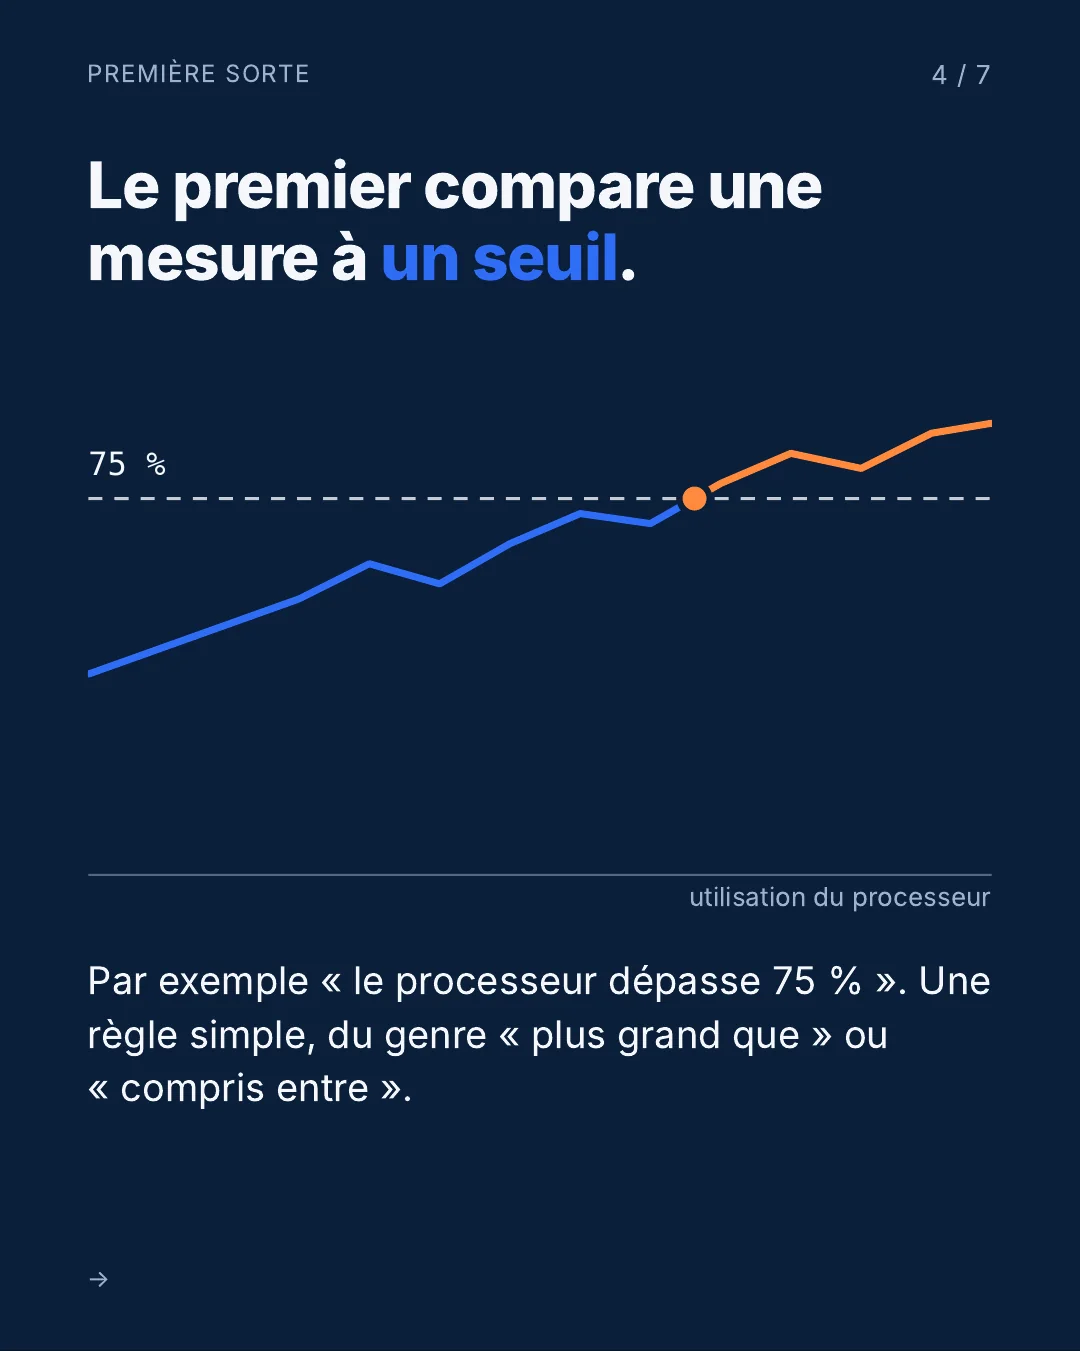 PREMIÈRE SORTE
4 / 7
Le premier compare une
mesure à un seuil.
75 %
utilisation du processeur
Par exemple « le processeur dépasse 75 % ». Une
règle simple, du genre « plus grand que » ou
« compris entre ».
→